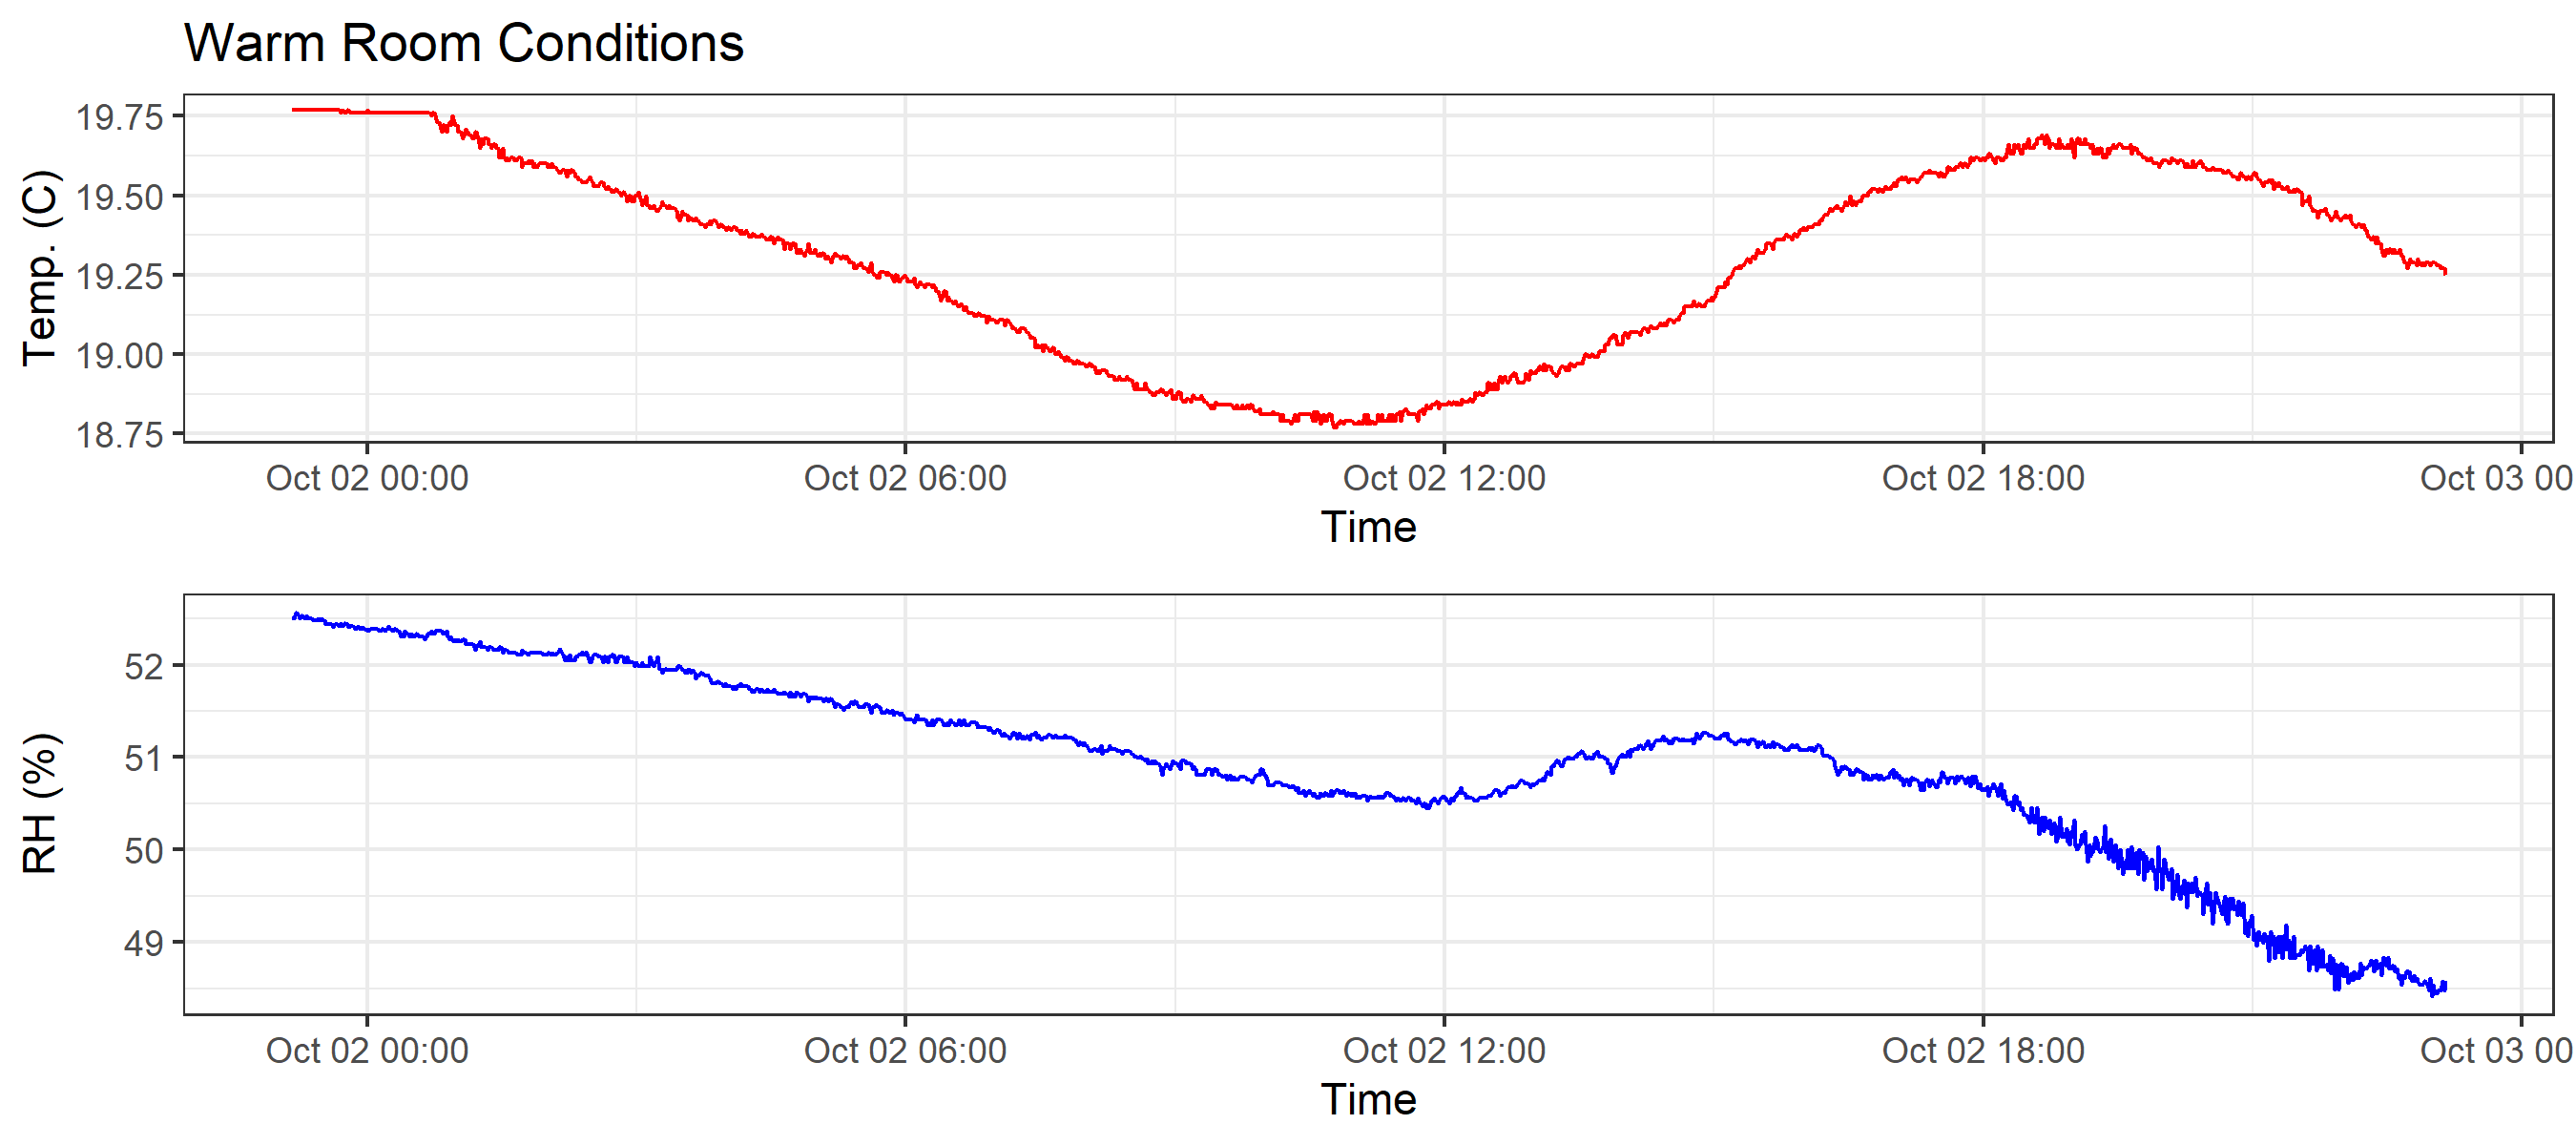 Warm Room Conditions
Temp. (C)
19.75
19.50
19.25
19.00
18.75
Oct 02 00:00 Oct 02 06:00 Oct 02 12:00 Oct 02 18:00 Oct 03 00
Time
RH (%)
52
51
50
49
Oct 02 00:00 Oct 02 06:00 Oct 02 12:00 Oct 02 18:00 Oct 03 00
Time